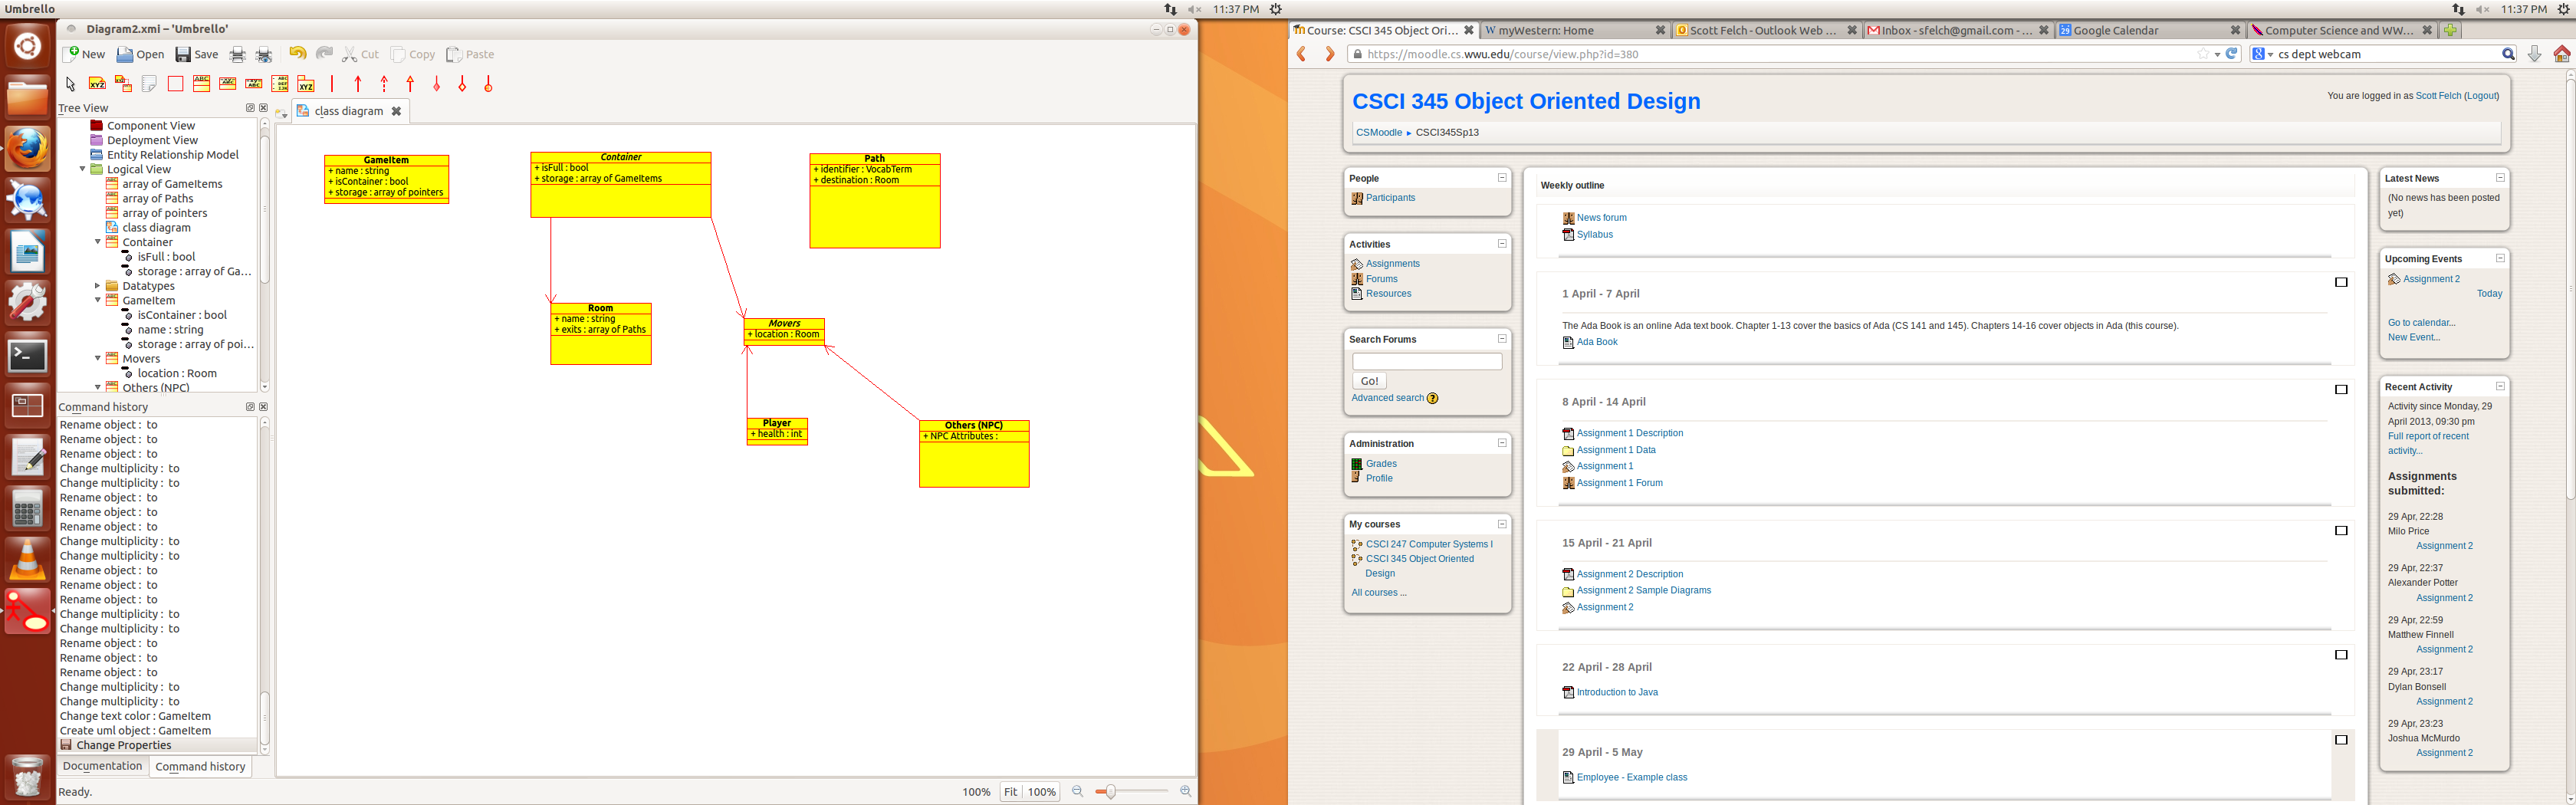 Umbrello
11:37 PM
11:37 PM
Diagram2.xmi – 'Umbrello'
New Open Save Cut Copy Paste
Tree View
Component View
Deployment View
Entity Relationship Model
Logical View
array of GameItems
array of Paths
array of pointers
class diagram
Container
isFull : bool
storage : array of Ga...
Datatypes
GameItem
isContainer : bool
name : string
storage : array of poi...
Movers
location : Room
Others (NPC)
Command history
Rename object : to
Rename object : to
Rename object : to
Change multiplicity : to
Change multiplicity : to
Rename object : to
Rename object : to
Rename object : to
Change multiplicity : to
Change multiplicity : to
Rename object : to
Rename object : to
Rename object : to
Change multiplicity : to
Change multiplicity : to
Rename object : to
Rename object : to
Rename object : to
Change multiplicity : to
Change multiplicity : to
Change text color : GameItem
Create uml object : GameItem
Change Properties
Documentation Command history
Ready.
class diagram
GameItem
+ name : string
+ isContainer : bool
+ storage : array of pointers
Container
+ isFull : bool
+ storage : array of GameItems
Path
+ identifier : VocabTerm
+ destination : Room
Room
+ name : string
+ exits : array of Paths
Movers
+ location : Room
Player
+ health : int
Others (NPC)
+ NPC Attributes :
100% Fit 100%
Course: CSCI 345 Object Ori...
myWestern: Home
Scott Felch - Outlook Web ...
Inbox - sfelch@gmail.com - ...
Google Calendar
Computer Science and WW...
https://moodle.cs.wwu.edu/course/view.php?id=380
cs dept webcam
CSCI 345 Object Oriented Design
You are logged in as Scott Felch (Logout)
CSMoodle ► CSCI345Sp13
People
Participants
Activities
Assignments
Forums
Resources
Search Forums
Go!
Advanced search
Administration
Grades
Profile
My courses
CSCI 247 Computer Systems I
CSCI 345 Object Oriented
Design
All courses ...
Weekly outline
News forum
Syllabus
1 April - 7 April
The Ada Book is an online Ada text book. Chapter 1-13 cover the basics of Ada (CS 141 and 145). Chapters 14-16 cover objects in Ada (this course).
Ada Book
8 April - 14 April
Assignment 1 Description
Assignment 1 Data
Assignment 1
Assignment 1 Forum
15 April - 21 April
Assignment 2 Description
Assignment 2 Sample Diagrams
Assignment 2
22 April - 28 April
Introduction to Java
29 April - 5 May
Employee - Example class
Latest News
(No news has been posted
yet)
Upcoming Events
Assignment 2
Today
Go to calendar...
New Event...
Recent Activity
Activity since Monday, 29
April 2013, 09:30 pm
Full report of recent
activity...
Assignments
submitted:
29 Apr, 22:28
Milo Price
Assignment 2
29 Apr, 22:37
Alexander Potter
Assignment 2
29 Apr, 22:59
Matthew Finnell
Assignment 2
29 Apr, 23:17
Dylan Bonsell
Assignment 2
29 Apr, 23:23
Joshua McMurdo
Assignment 2